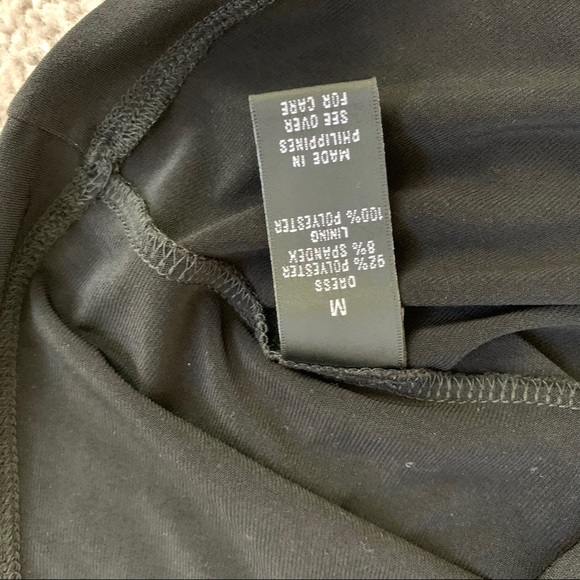 M
DRESS
92% POLYESTER
8% SPANDEX
LINING
100% POLYESTER
MADE IN
PHILIPPINES
SEE OVER
FOR CARE